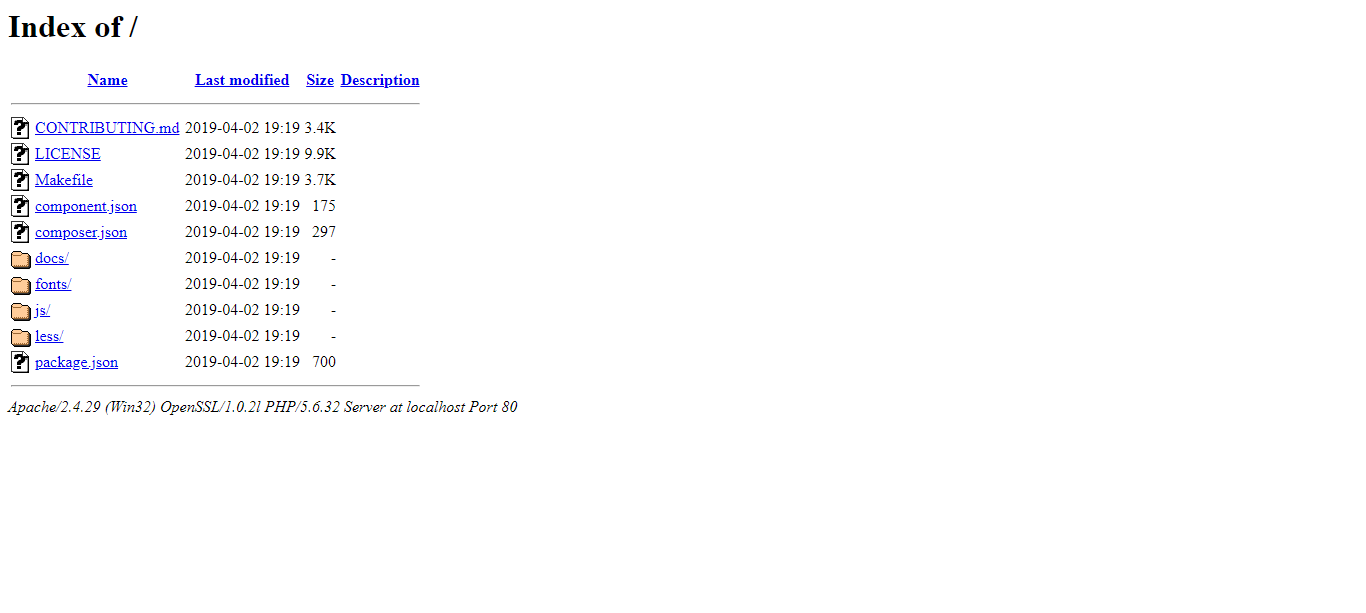 Index of /
Name Last modified Size Description
CONTRIBUTING.md 2019-04-02 19:19 3.4K
LICENSE 2019-04-02 19:19 9.9K
Makefile 2019-04-02 19:19 3.7K
component.json 2019-04-02 19:19 175
composer.json 2019-04-02 19:19 297
docs/ 2019-04-02 19:19 -
fonts/ 2019-04-02 19:19 -
js/ 2019-04-02 19:19 -
less/ 2019-04-02 19:19 -
package.json 2019-04-02 19:19 700
Apache/2.4.29 (Win32) OpenSSL/1.0.2l PHP/5.6.32 Server at localhost Port 80